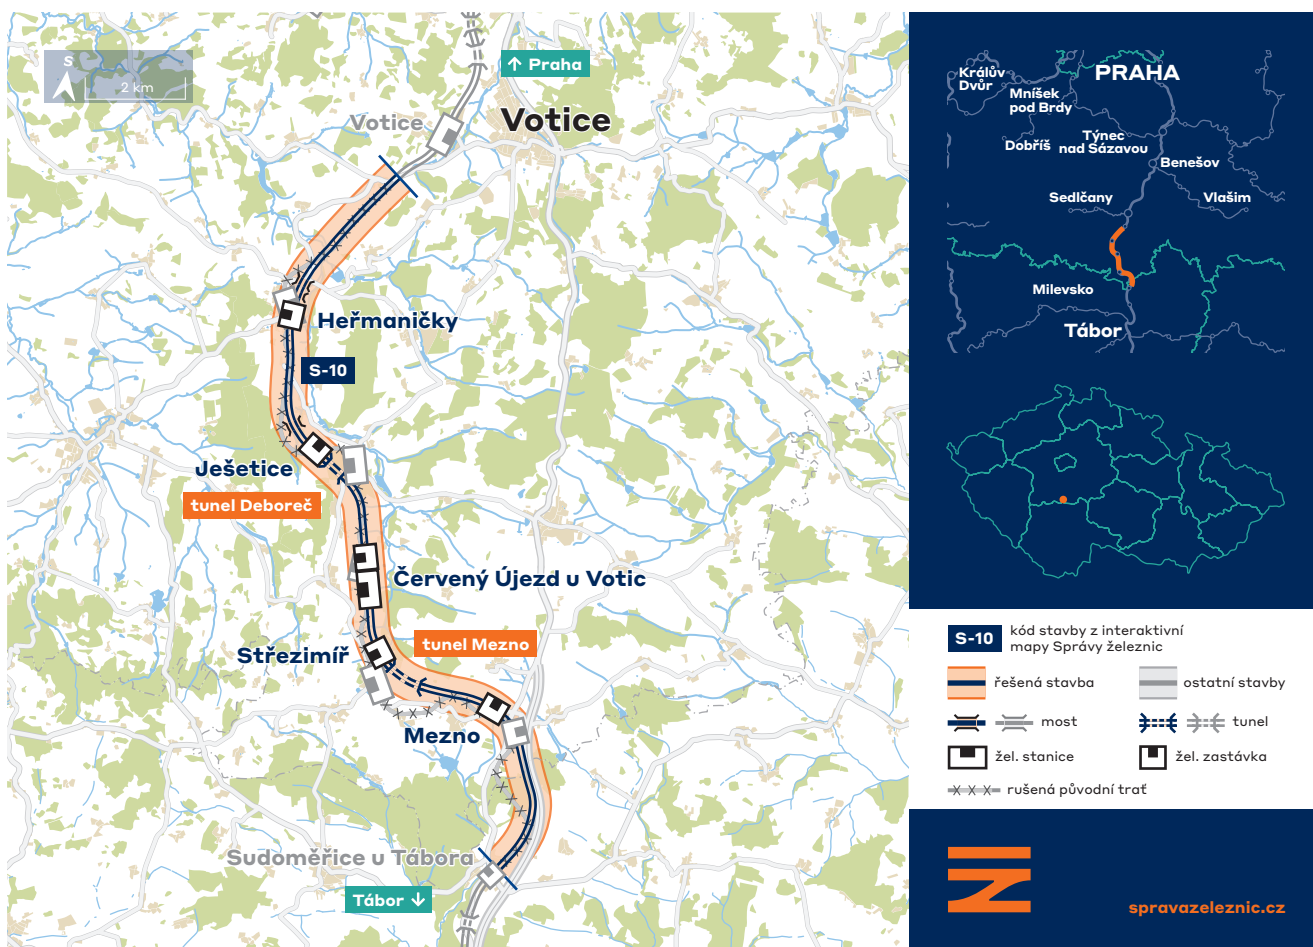 S
2 km
↑ Praha
Votice
Votice
Heřmaničky
S-10
Ješetice
tunel Deboreč
Červený Újezd u Votic
tunel Mezno
Střezimíř
Mezno
Sudoměřice u Tábora
Tábor ↓
PRAHA
Králův
Dvůr
Mníšek
pod Brdy
Dobříš
Týnec
nad Sázavou
Benešov
Sedlčany
Vlašim
Milevsko
Tábor
S-10
kód stavby z interaktivní
mapy Správy železnic
řešená stavba
ostatní stavby
most
tunel
žel. stanice
žel. zastávka
rušená původní trať
spravazeleznic.cz